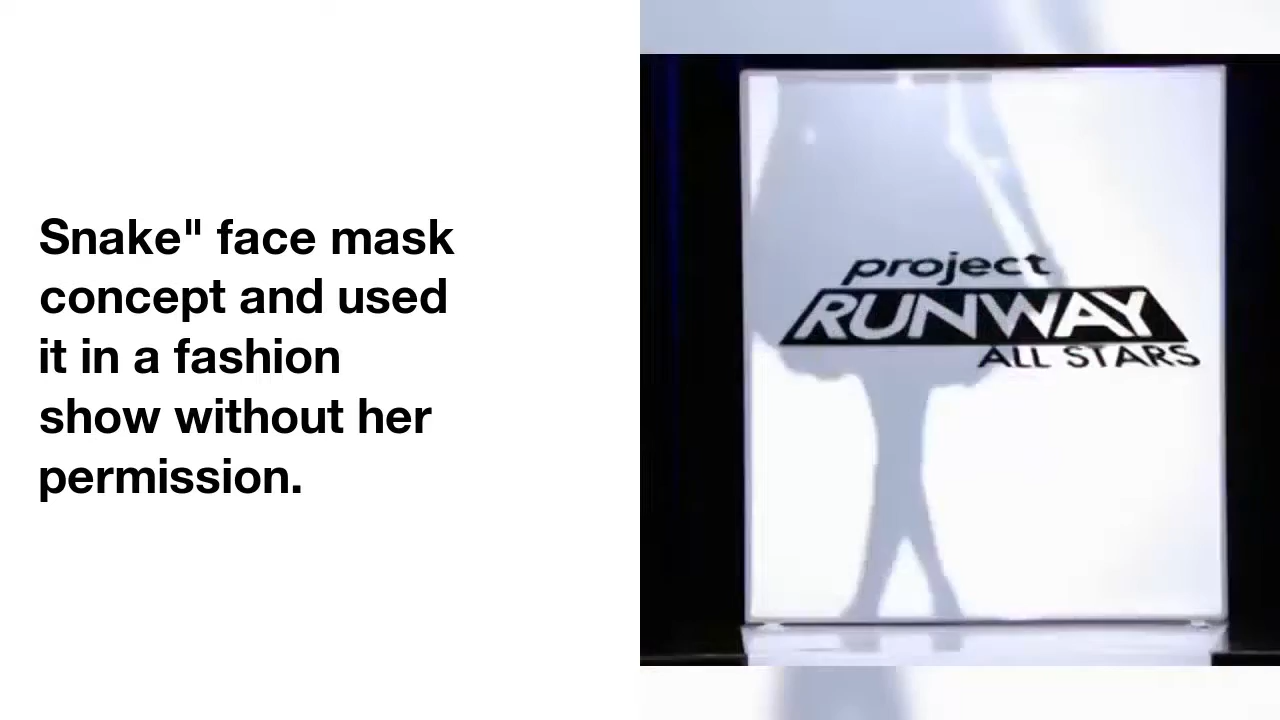 Snake" face mask
concept and used
it in a fashion
show without her
permission.
project
RUNWAY
ALL STARS